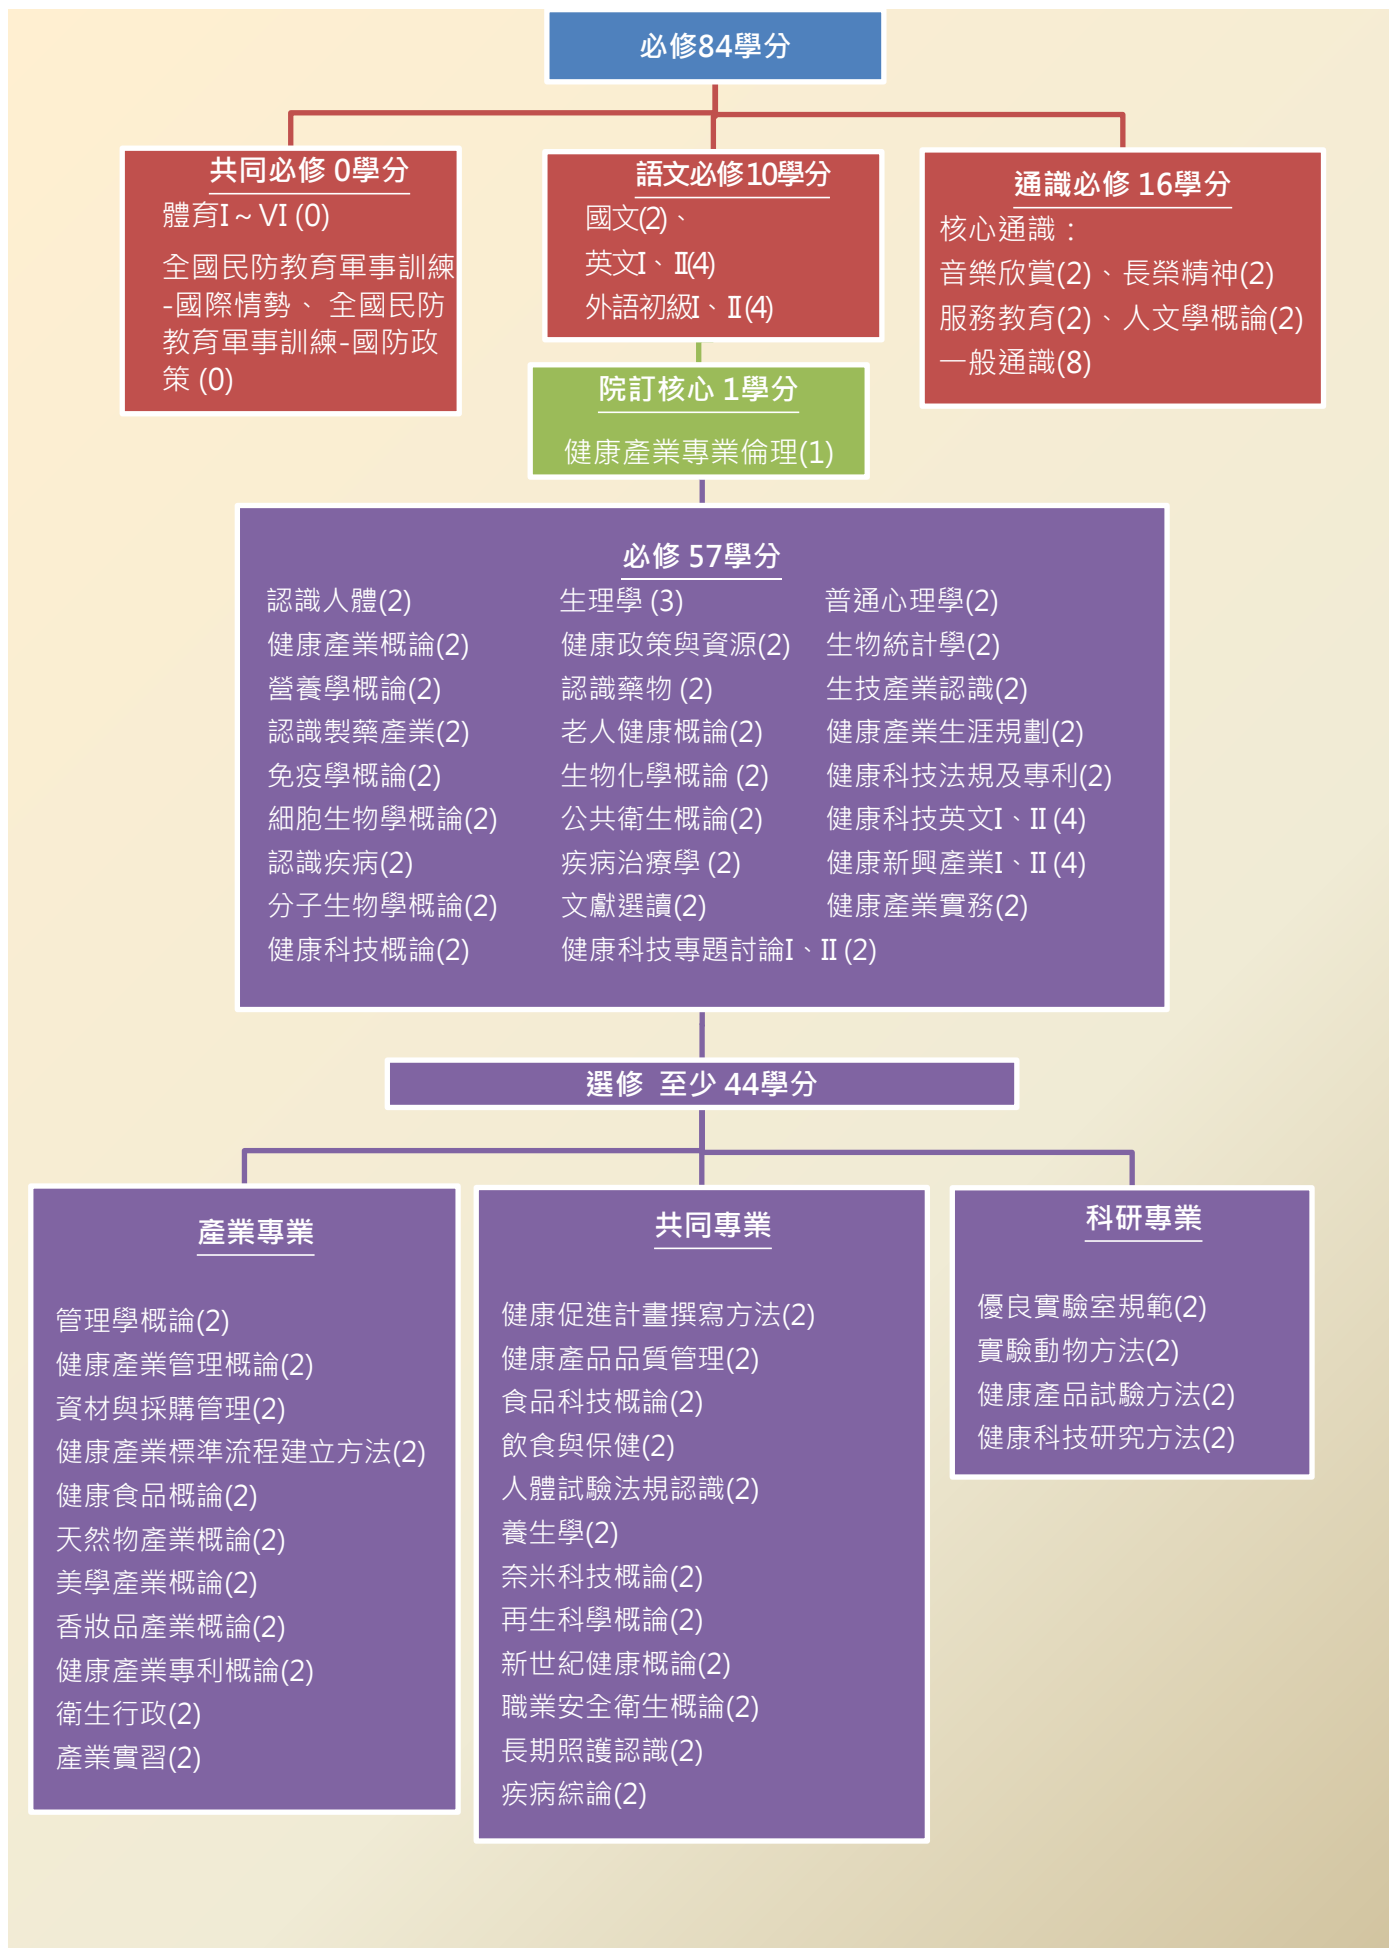 必修84學分
共同必修 0學分
體育I～VI (0)
全國民防教育軍事訓練
-國際情勢、 全國民防
教育軍事訓練-國防政
策 (0)
語文必修10學分
國文(2)、
英文I、II(4)
外語初級I、II(4)
通識必修 16學分
核心通識：
音樂欣賞(2)、長榮精神(2)
服務教育(2)、人文學概論(2)
一般通識(8)
院訂核心 1學分
健康產業專業倫理(1)
必修 57學分
認識人體(2) 生理學 (3) 普通心理學(2)
健康產業概論(2) 健康政策與資源(2) 生物統計學(2)
營養學概論(2) 認識藥物 (2) 生技產業認識(2)
認識製藥產業(2) 老人健康概論(2) 健康產業生涯規劃(2)
免疫學概論(2) 生物化學概論 (2) 健康科技法規及專利(2)
細胞生物學概論(2) 公共衛生概論(2) 健康科技英文I、II (4)
認識疾病(2) 疾病治療學 (2) 健康新興產業I、II (4)
分子生物學概論(2) 文獻選讀(2) 健康產業實務(2)
健康科技概論(2) 健康科技專題討論I、II (2)
選修 至少 44學分
產業專業
管理學概論(2)
健康產業管理概論(2)
資材與採購管理(2)
健康產業標準流程建立方法(2)
健康食品概論(2)
天然物產業概論(2)
美學產業概論(2)
香妝品產業概論(2)
健康產業專利概論(2)
衛生行政(2)
產業實習(2)
共同專業
健康促進計畫撰寫方法(2)
健康產品品質管理(2)
食品科技概論(2)
飲食與保健(2)
人體試驗法規認識(2)
養生學(2)
奈米科技概論(2)
再生科學概論(2)
新世紀健康概論(2)
職業安全衛生概論(2)
長期照護認識(2)
疾病綜論(2)
科研專業
優良實驗室規範(2)
實驗動物方法(2)
健康產品試驗方法(2)
健康科技研究方法(2)